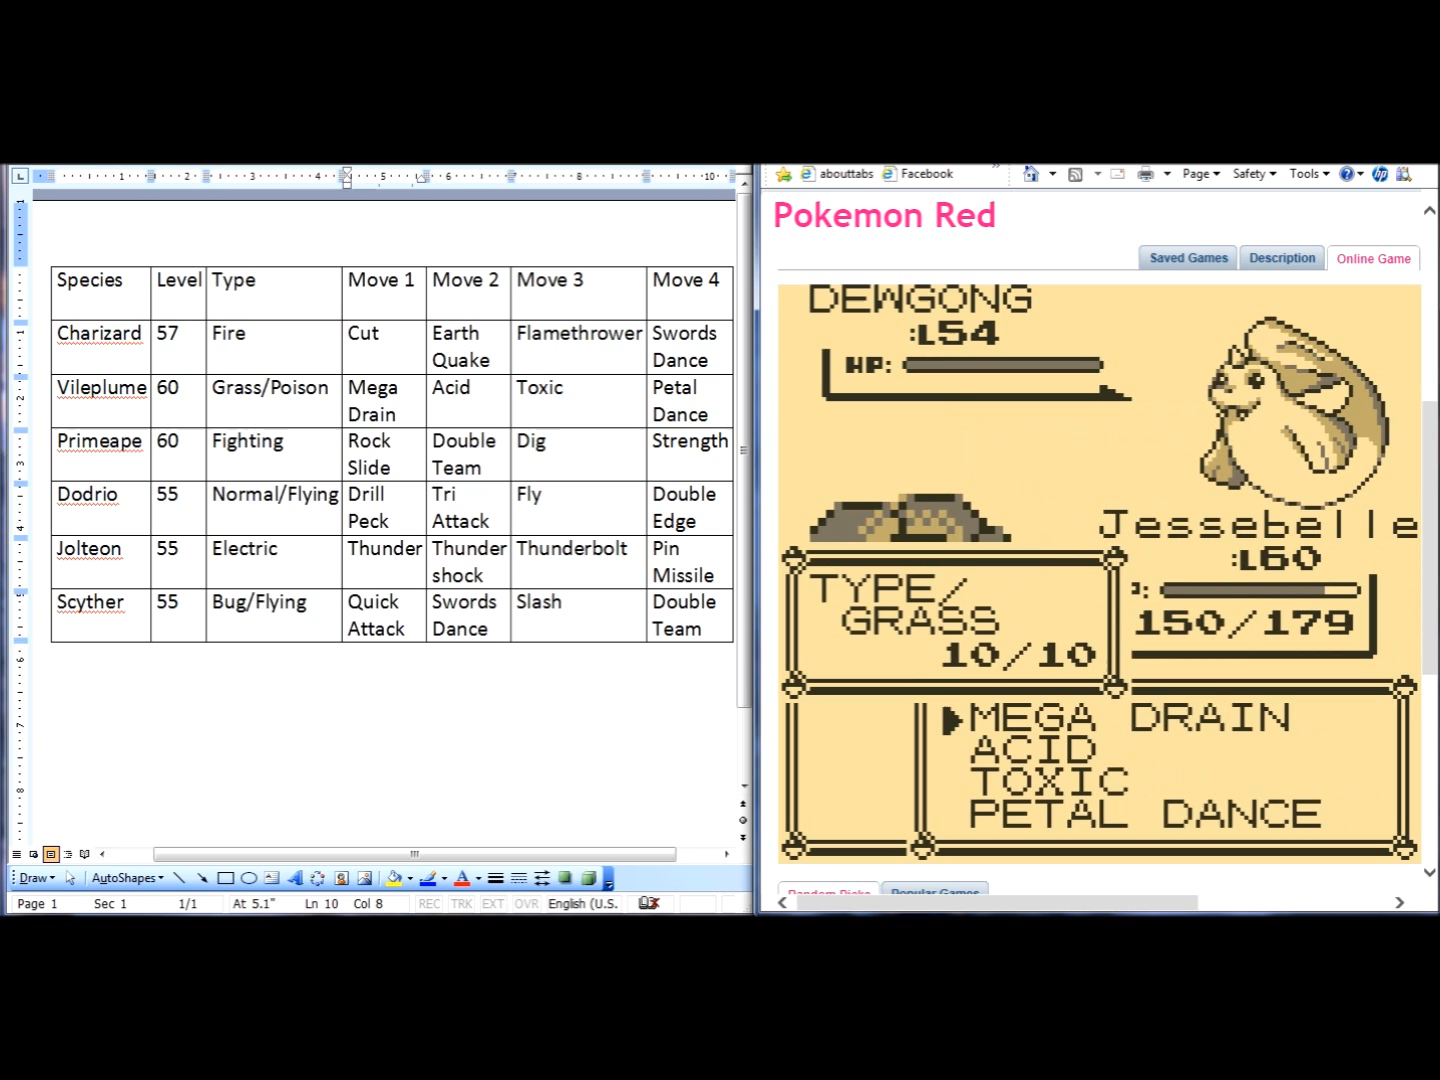 abouttabs Facebook Page Safety Tools
Pokemon Red
Saved Games Description Online Game
Species Level Type Move 1 Move 2 Move 3 Move 4
Charizard 57 Fire Cut Earth Quake Flamethrower Swords Dance
Vileplume 60 Grass/Poison Mega Drain Acid Toxic Petal Dance
Primeape 60 Fighting Rock Slide Double Team Dig Strength
Dodrio 55 Normal/Flying Drill Peck Tri Attack Fly Double Edge
Jolteon 55 Electric Thunder Thunder shock Thunderbolt Pin Missile
Scyther 55 Bug/Flying Quick Attack Swords Dance Slash Double Team
Draw AutoShapes
Page 1 Sec 1 1/1 At 5.1" Ln 10 Col 8 REC TRK EXT OVR English (U.S.
DEWGONG
:L54
HP:
Jessebelle
:L60
150/179
TYPE/
GRASS
10/10
MEGA DRAIN
ACID
TOXIC
PETAL DANCE
Random Picks Popular Games